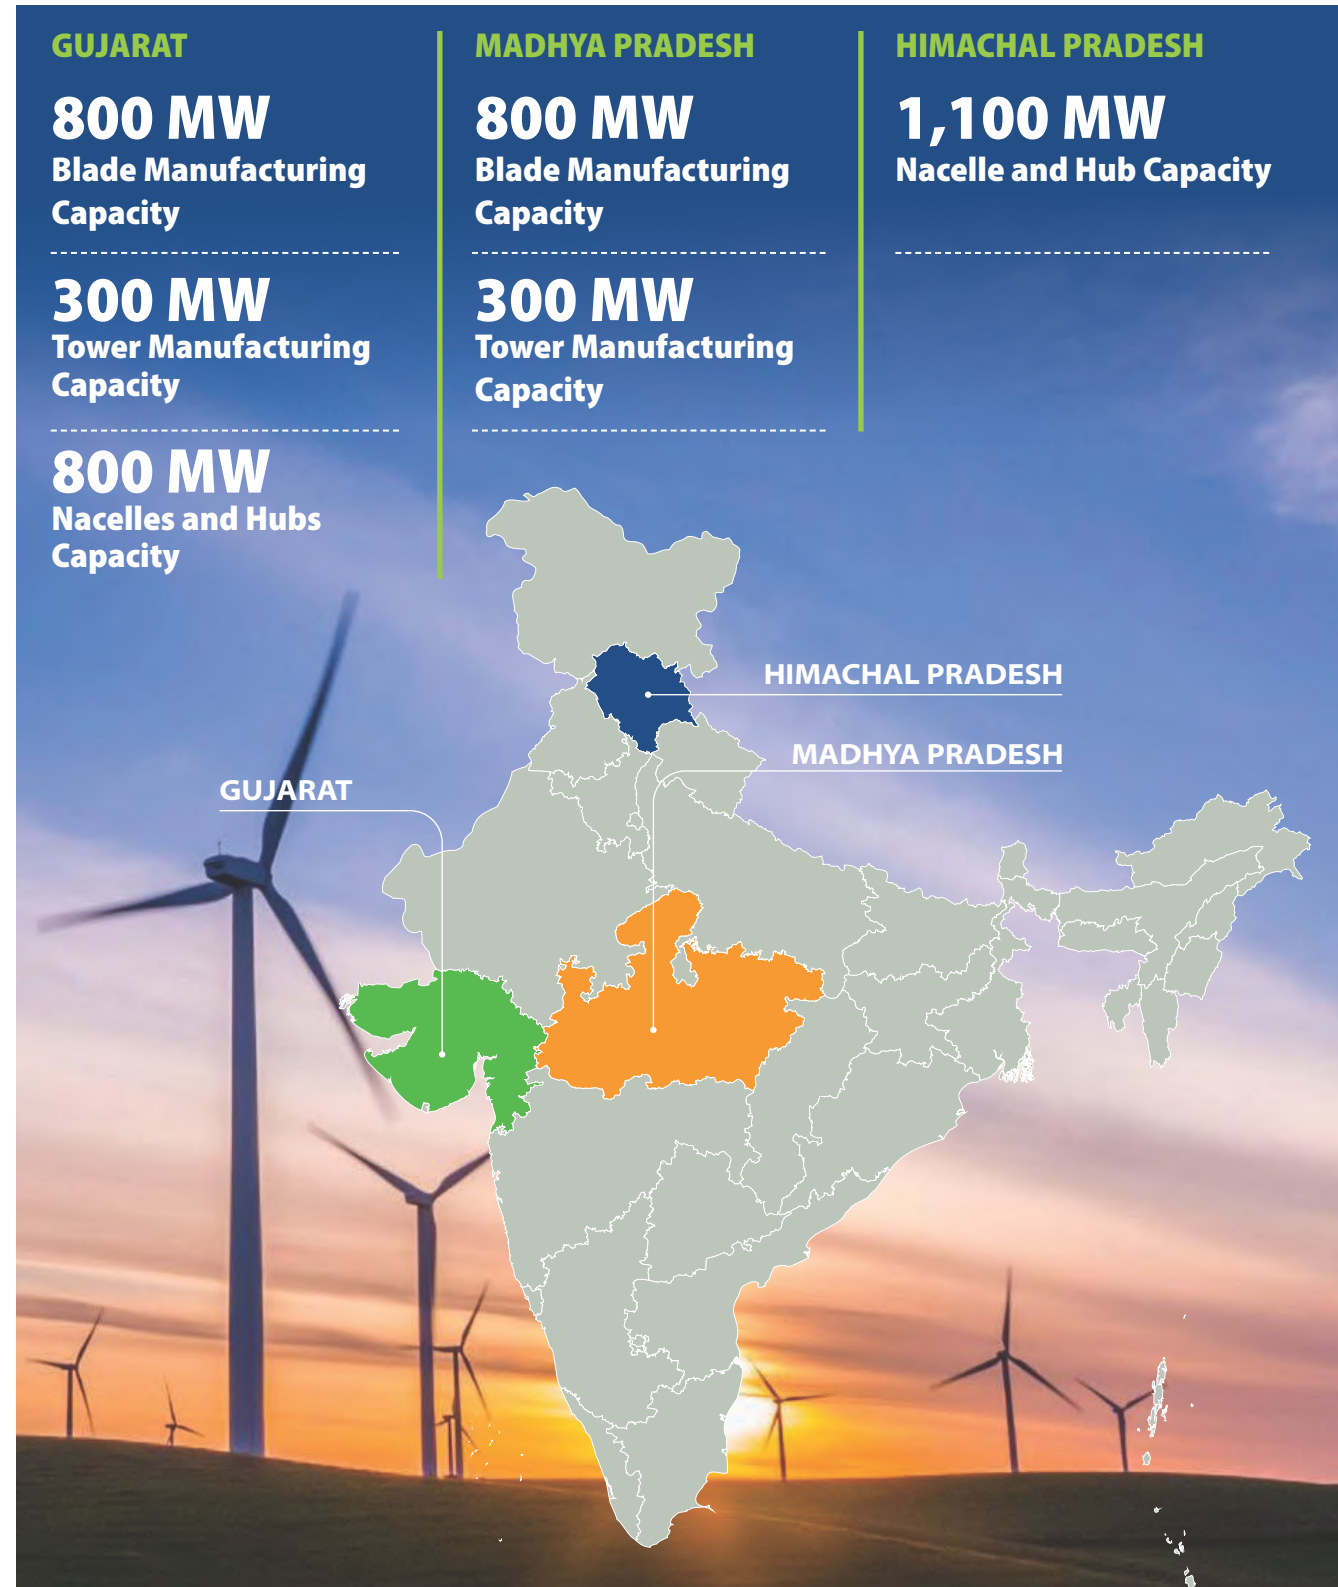 GUJARAT
800 MW
Blade Manufacturing
Capacity
300 MW
Tower Manufacturing
Capacity
800 MW
Nacelles and Hubs
Capacity
MADHYA PRADESH
800 MW
Blade Manufacturing
Capacity
300 MW
Tower Manufacturing
Capacity
HIMACHAL PRADESH
1,100 MW
Nacelle and Hub Capacity
HIMACHAL PRADESH
MADHYA PRADESH
GUJARAT